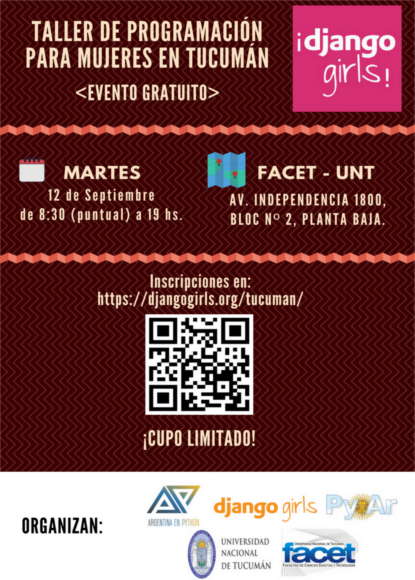 TALLER DE PROGRAMACIÓN
PARA MUJERES EN TUCUMÁN
<EVENTO GRATUITO>
¡django
girls!
MARTES
12 de Septiembre
de 8:30 (puntual) a 19 hs.
FACET - UNT
AV. INDEPENDENCIA 1800,
BLOC Nº 2, PLANTA BAJA.
Inscripciones en:
https://djangogirls.org/tucuman/
¡CUPO LIMITADO!
ORGANIZAN:
ARGENTINA EN PYTHON
django girls
PyAr
UNIVERSIDAD
NACIONAL
DE TUCUMÁN
UNIVERSIDAD NACIONAL DE TUCUMÁN
facet
FACULTAD DE CIENCIAS EXACTAS Y TECNOLOGÍA